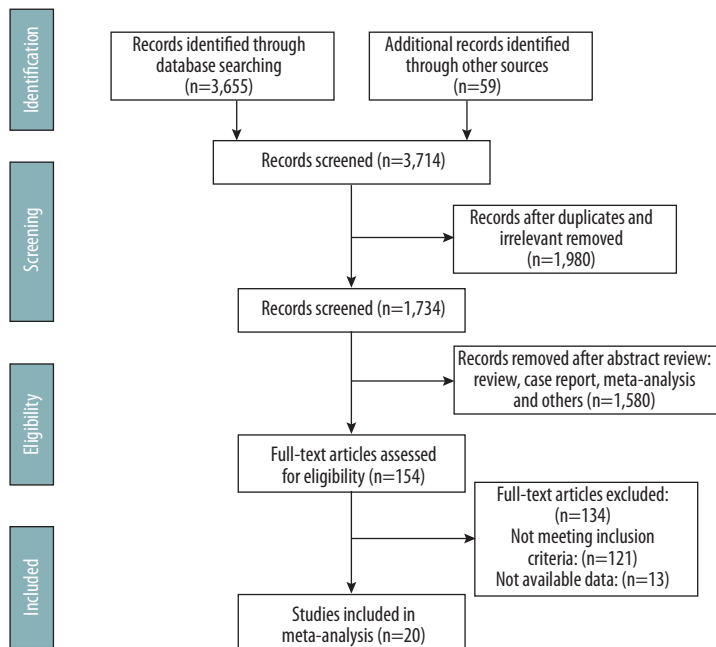 Identification
Records identified through
database searching
(n=3,655)
Additional records identified
through other sources
(n=59)
Records screened (n=3,714)
Screening
Records after duplicates and
irrelevant removed
(n=1,980)
Records screened (n=1,734)
Eligibility
Records removed after abstract review:
review, case report, meta-analysis
and others (n=1,580)
Full-text articles assessed
for eligibility (n=154)
Full-text articles excluded:
(n=134)
Not meeting inclusion
criteria: (n=121)
Not available data: (n=13)
Included
Studies included in
meta-analysis (n=20)